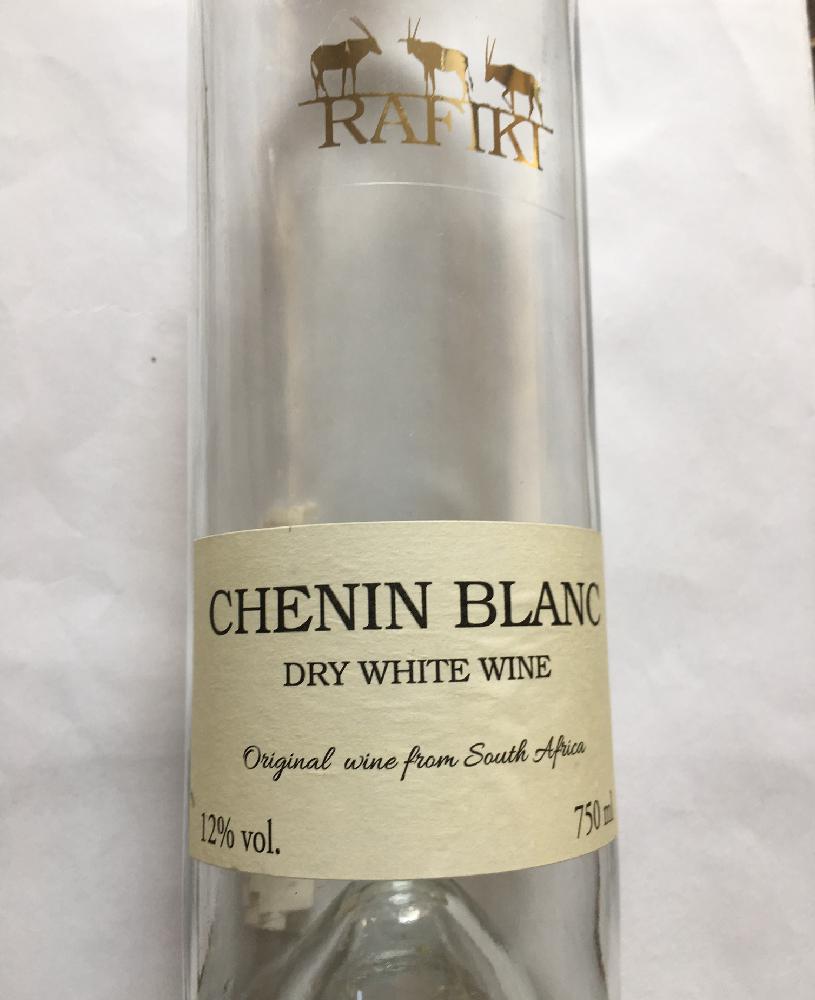 RAFIKI
CHENIN BLANC
DRY WHITE WINE
Original wine from South Africa
12% vol.
750 ml